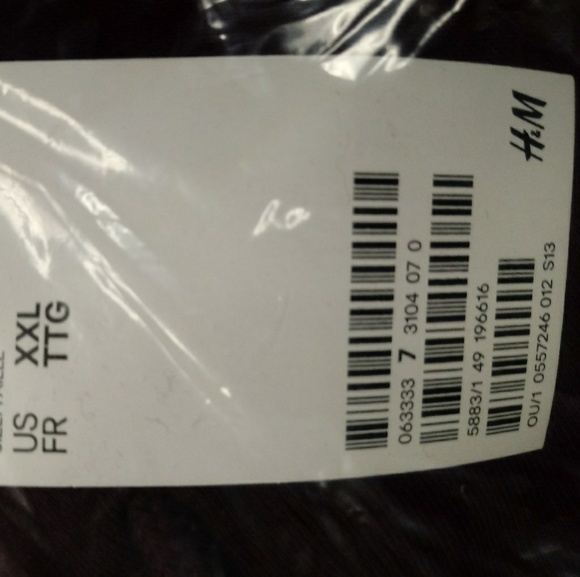 H&M
US XXL
FR TTG
063333 7 3104 07 0
5883/1 49 196616
OU/1 0557246 012 S13